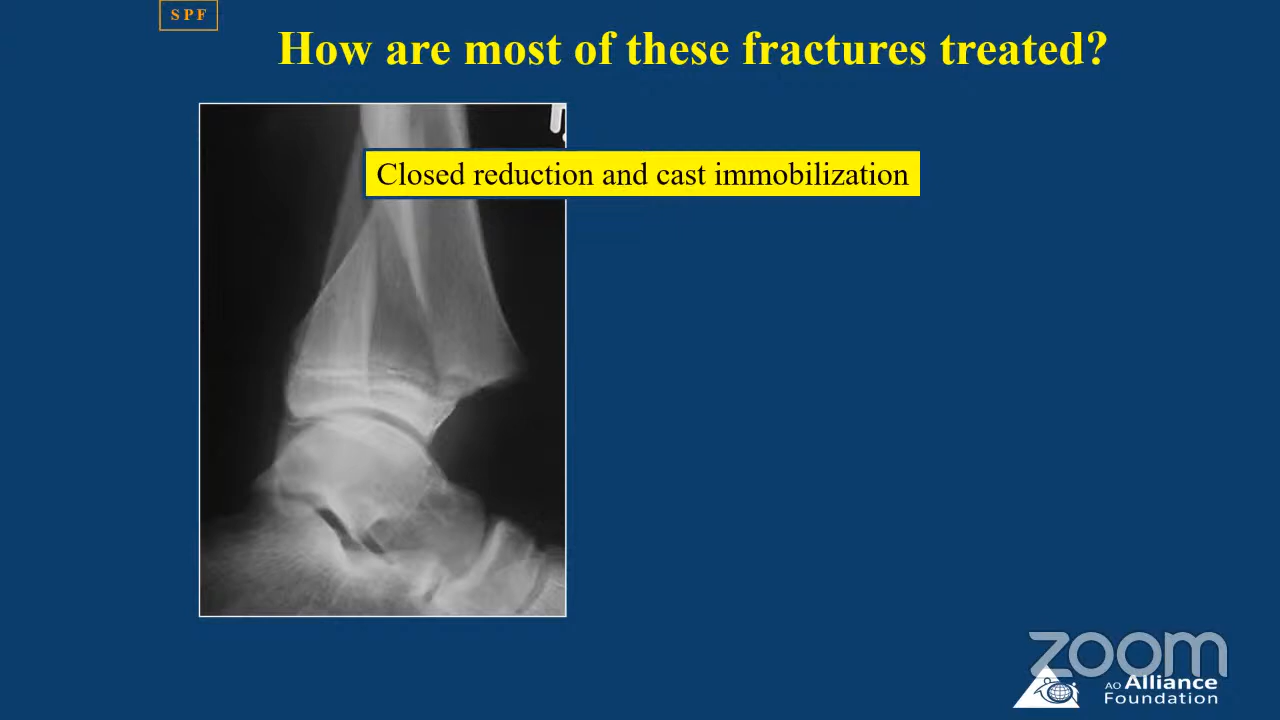 SPF
How are most of these fractures treated?
Closed reduction and cast immobilization
zoom
AO Alliance
Foundation